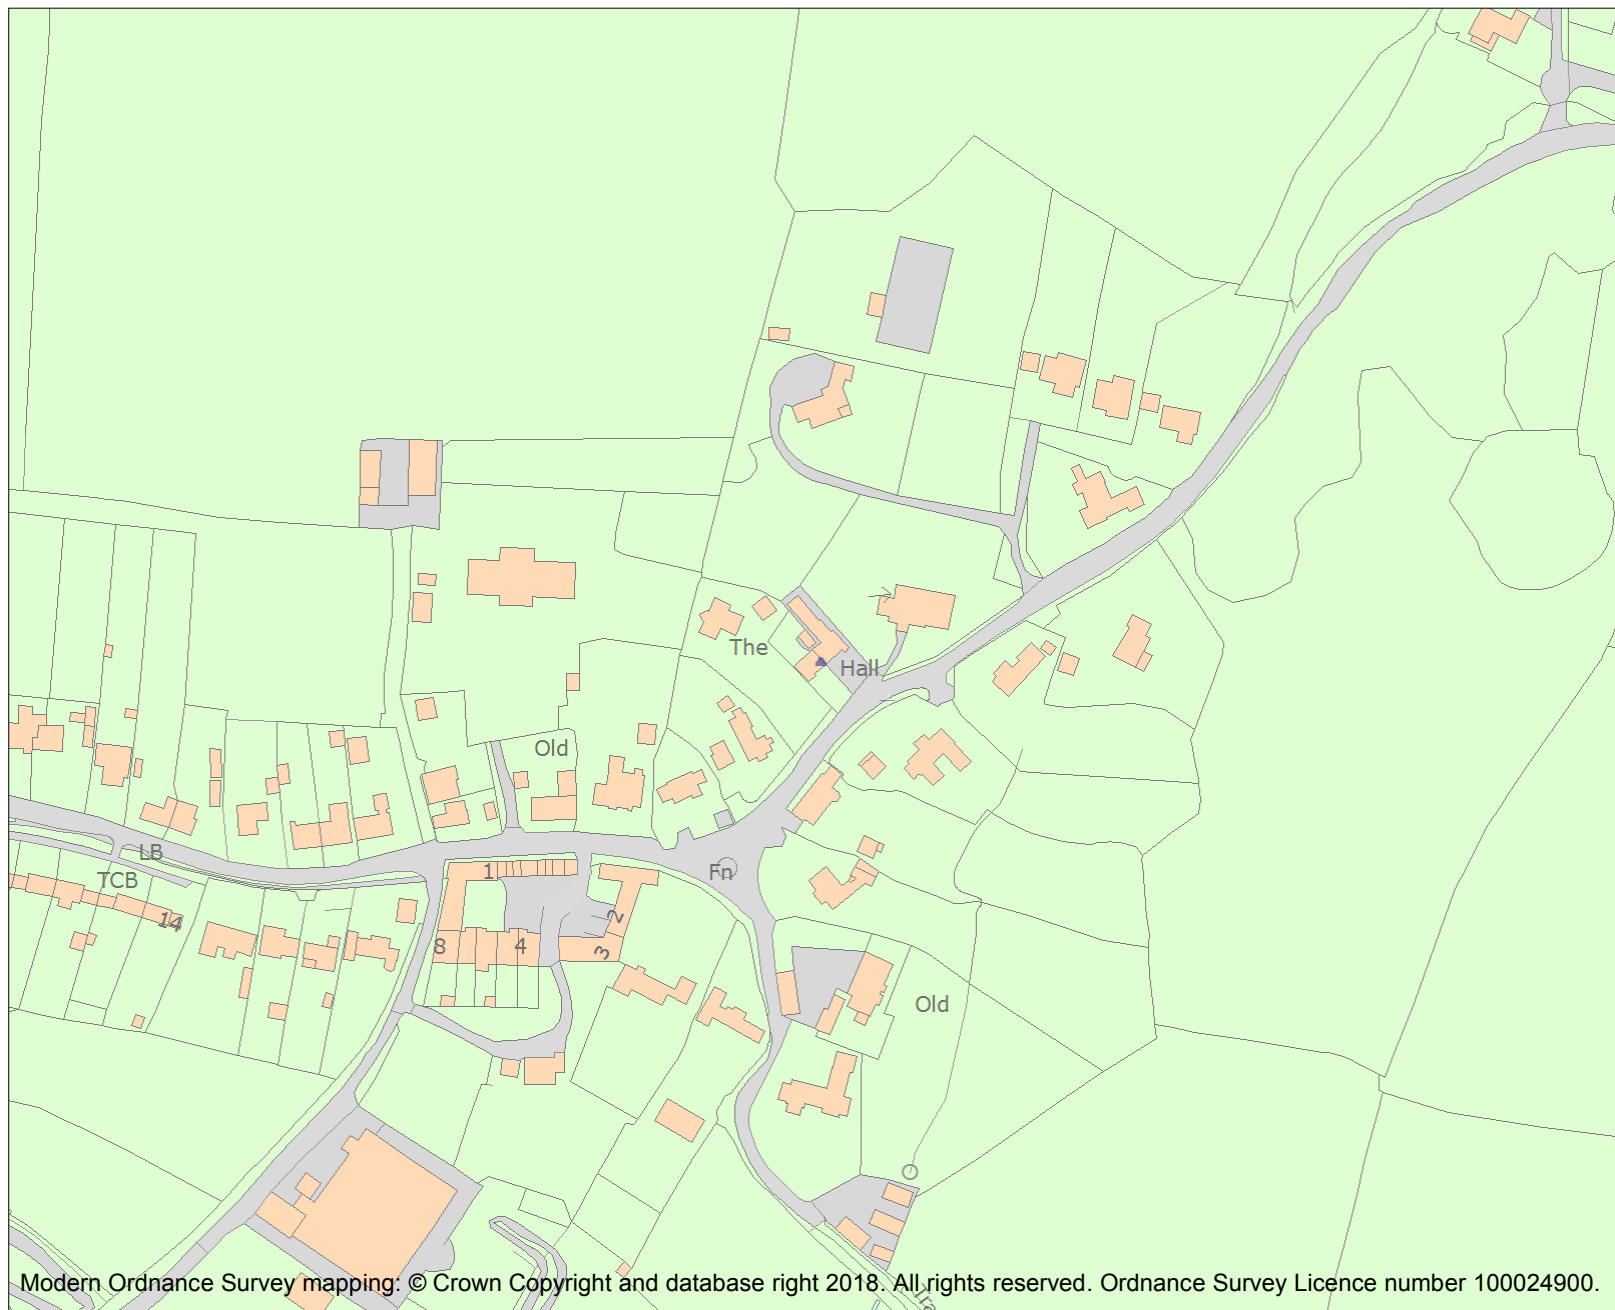 The
Hall
Old
LB
Fn
TCB
1
14
2
8
4
3
Old
Modern Ordnance Survey mapping: © Crown Copyright and database right 2018. All rights reserved. Ordnance Survey Licence number 100024900.